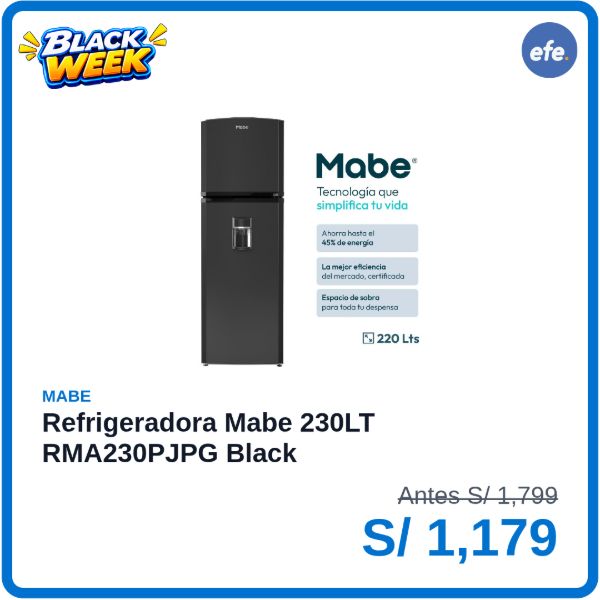 BLACK
WEEK
efe.
Mabe
Mabe®
Tecnología que
simplifica tu vida
Ahorra hasta el
45% de energía
La mejor eficiencia
del mercado, certificada
Espacio de sobra
para toda tu despensa
220 Lts
MABE
Refrigeradora Mabe 230LT
RMA230PJPG Black
Antes S/ 1,799
S/ 1,179